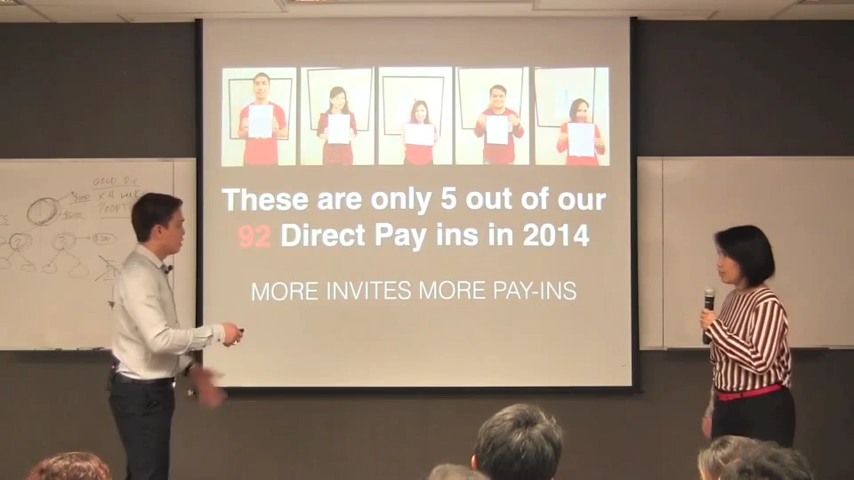 These are only 5 out of our
92 Direct Pay ins in 2014
MORE INVITES MORE PAY-INS